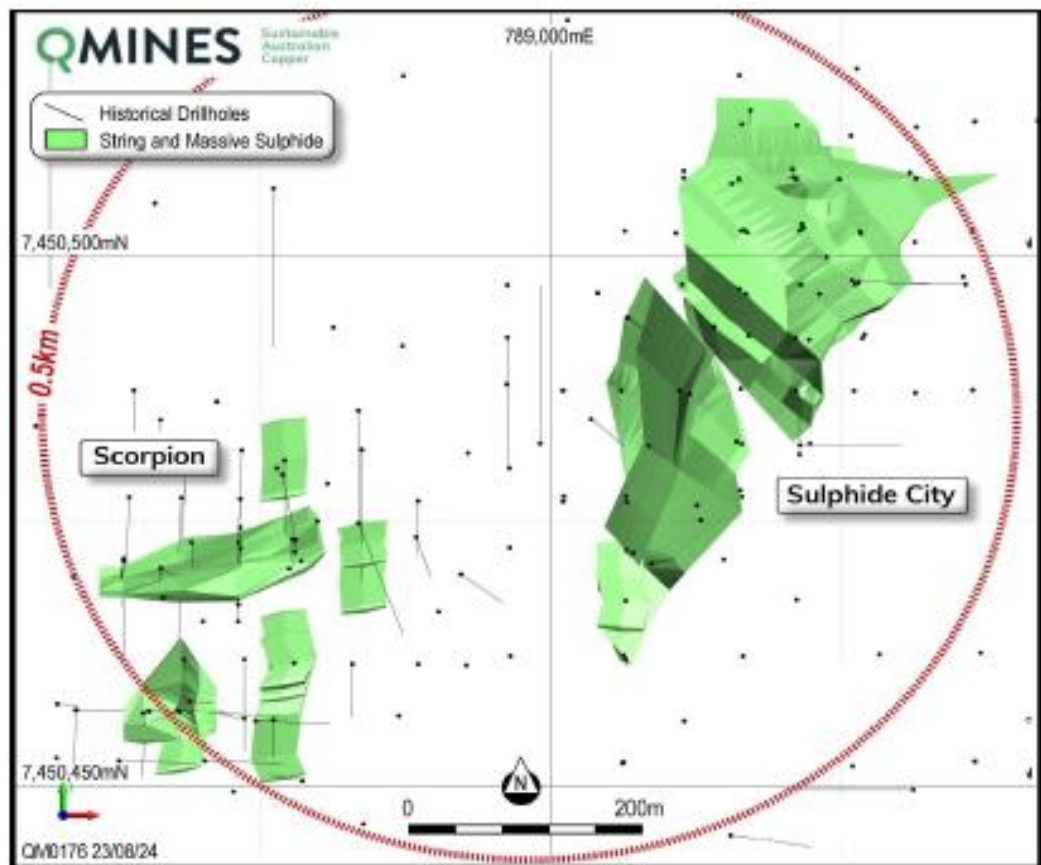 QMINES
Sustainable
Australian
Copper
789,000mE
Historical Drillholes
String and Massive Sulphide
7,450,500mN
0.5km
Scorpion
Sulphide City
7,450,450mN
N
0 200m
QM0176 23/08/24